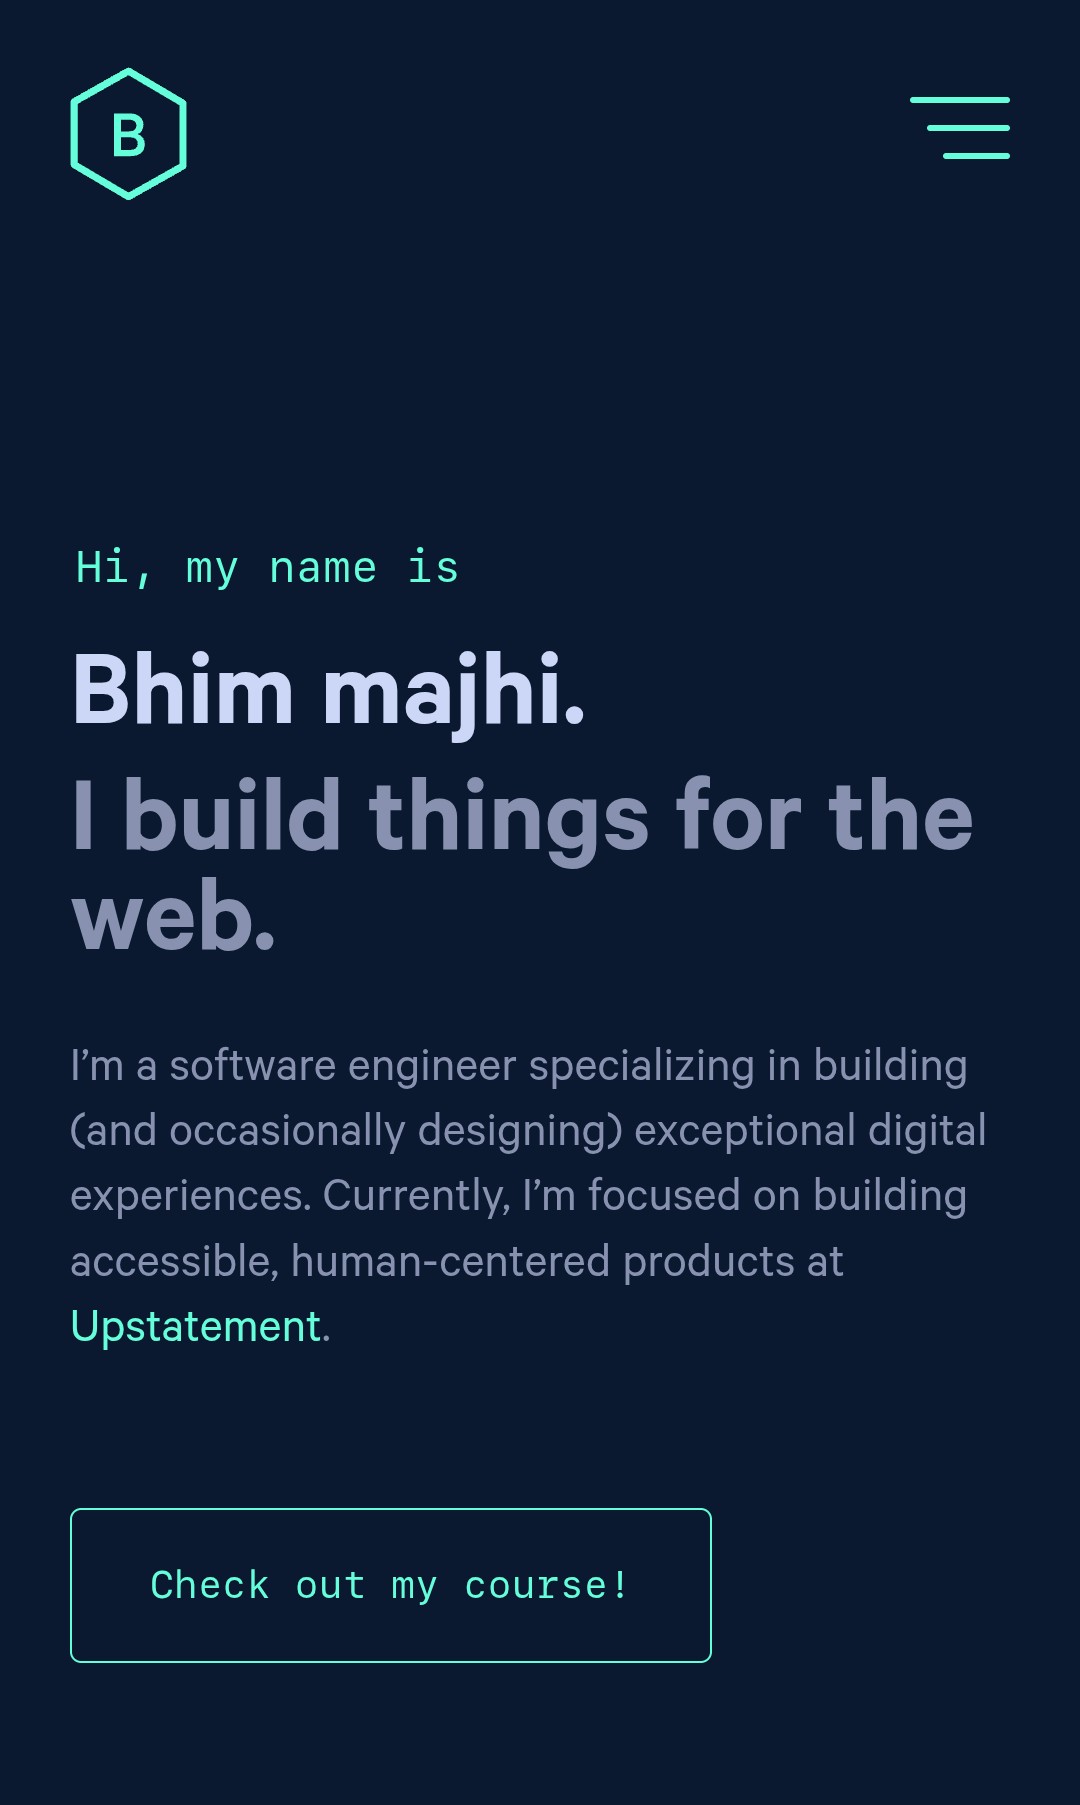 B
Hi, my name is
Bhim majhi.
I build things for the
web.
I’m a software engineer specializing in building
(and occasionally designing) exceptional digital
experiences. Currently, I’m focused on building
accessible, human-centered products at
Upstatement.
Check out my course!